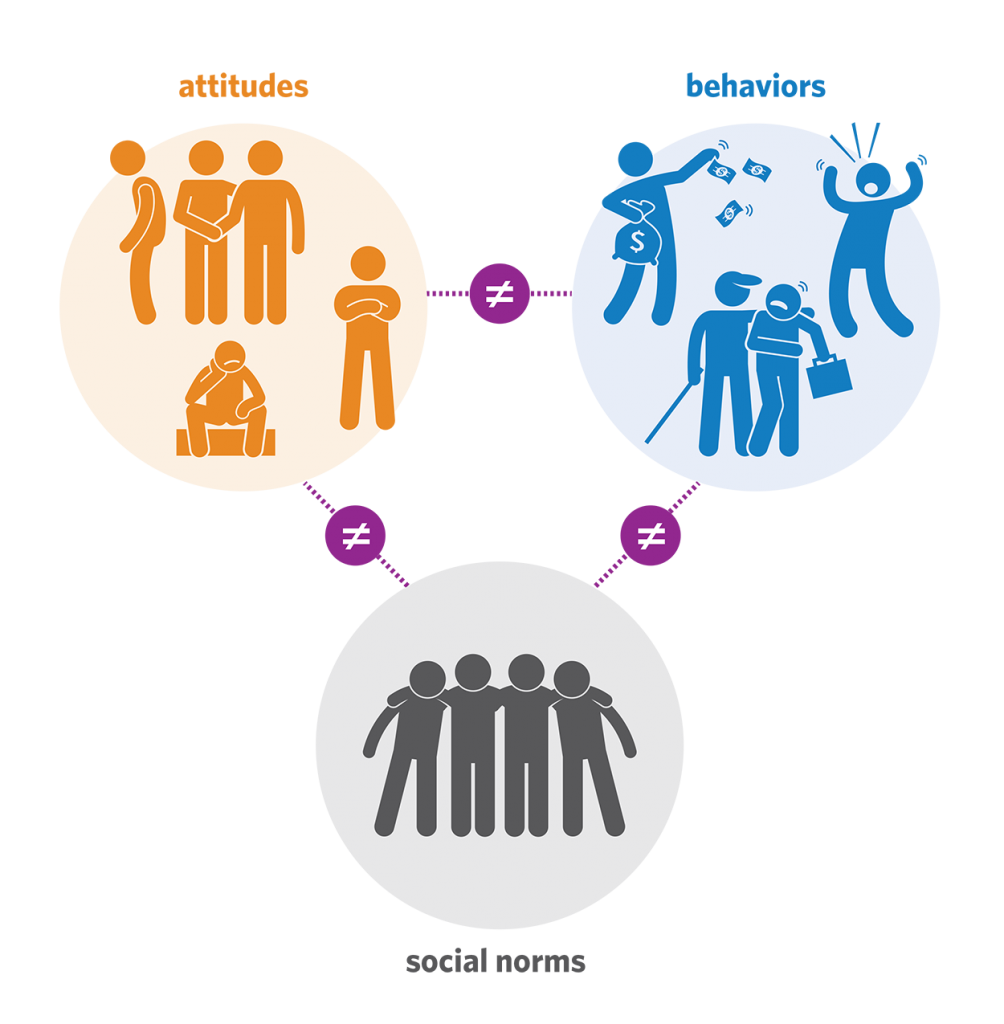 attitudes
behaviors
$
$
$
$
≠
≠
≠
social norms